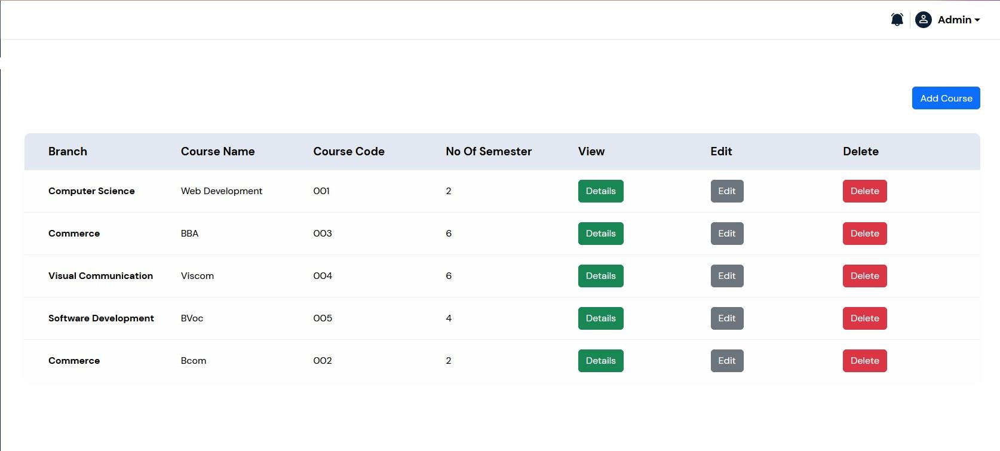 Admin
Add Course
Branch Course Name Course Code No Of Semester View Edit Delete
Computer Science Web Development 001 2 Details Edit Delete
Commerce BBA 003 6 Details Edit Delete
Visual Communication Viscom 004 6 Details Edit Delete
Software Development BVoc 005 4 Details Edit Delete
Commerce Bcom 002 2 Details Edit Delete